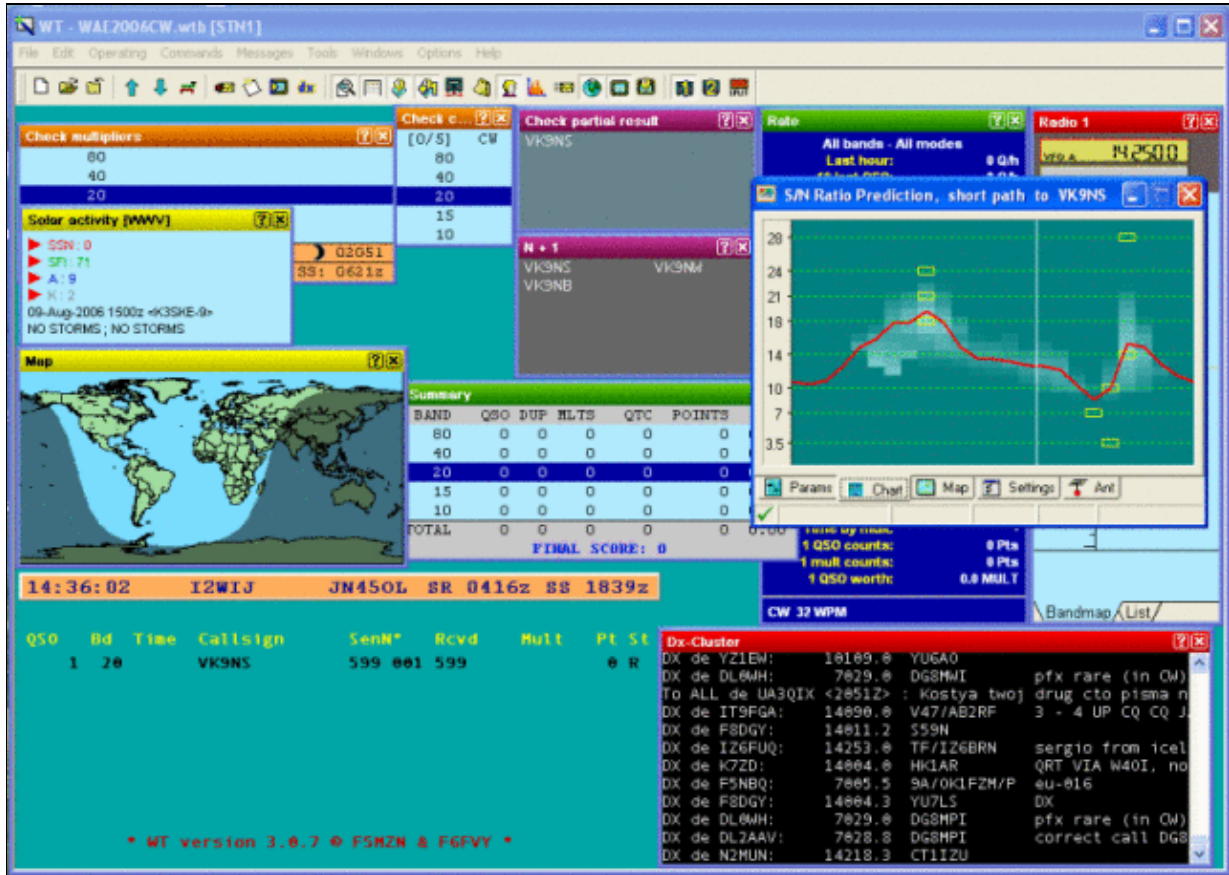 WT - WAE2006CW.wtb [STN1]
File Edit Operating Commands Messages Tools Windows Options Help
Check multipliers
80
40
20
Check c...
[0/5] CW
80
40
20
15
10
Check partial result
VK9NS
Rate
All bands - All modes
Last hour: 0 Q/h
Radio 1
VFO A 14250.0
Solar activity [WWV]
SSN: 0
SFI: 71
A: 9
K: 2
09-Aug-2006 1500z <K3SKE-9>
NO STORMS ; NO STORMS
02G51
SS: 0621z
N + 1
VK9NS VK9NW
VK9NB
S/N Ratio Prediction, short path to VK9NS
28
24
21
18
14
10
7
3.5
Params Chart Map Settings Ant
Map
Summary
BAND QSO DUP MLTS QTC POINTS
80 0 0 0 0 0
40 0 0 0 0 0
20 0 0 0 0 0
15 0 0 0 0 0
10 0 0 0 0 0
TOTAL 0 0 0 0 0 0.00
FINAL SCORE: 0
1 QSO counts: 0 Pts
1 mult counts: 0 Pts
1 QSO worth: 0.0 MULT
CW 32 WPM
Bandmap List
14:36:02 I2WIJ JN45OL SR 0416z SS 1839z
QSO Bd Time Callsign SenN° Rcvd Mult Pt St
1 20 VK9NS 599 001 599 0 R
* WT version 3.0.7 © F5MZN & F6FVY *
Dx-Cluster
DX de YZ1EW: 10109.0 YU6AO
DX de DL0WH: 7029.0 DG8MWI pfx rare (in CW)
To ALL de UA3QIX <2051Z> : Kostya twoj drug cto pisma n
DX de IT9FGA: 14090.0 V47/AB2RF 3 - 4 UP CQ CQ J.
DX de F8DGY: 14011.2 S59N
DX de IZ6FUQ: 14253.0 TF/IZ6BRN sergio from icel
DX de K7ZD: 14004.0 HK1AR QRT VIA W4OI, no
DX de F5NBQ: 7005.5 9A/OK1FZM/P eu-016
DX de F8DGY: 14004.3 YU7LS DX
DX de DL0WH: 7029.0 DG8MPI pfx rare (in CW)
DX de DL2AAV: 7028.8 DG8MPI correct call DG8
DX de N2MUN: 14218.3 CT1IZU